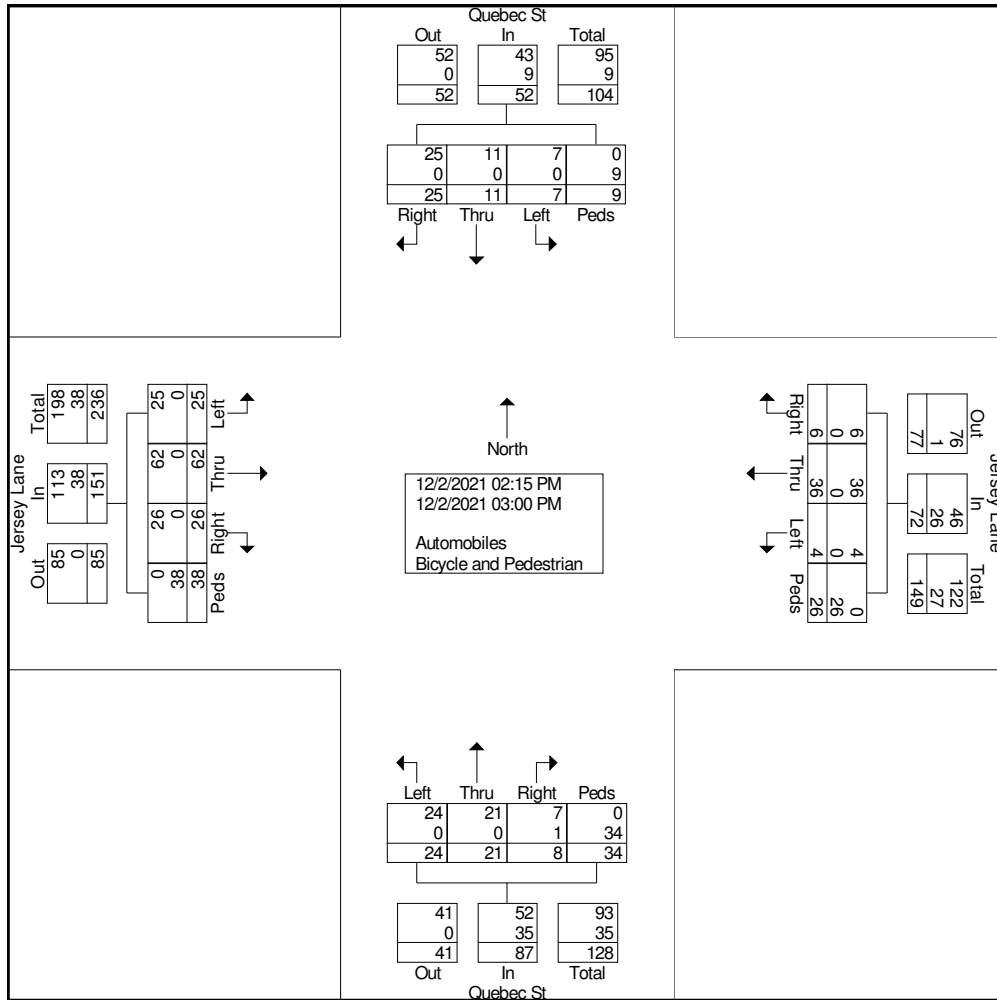 Quebec St
Out In Total
52 43 95
0 9 9
52 52 104
25 11 7 0
0 0 0 9
25 11 7 9
Right Thru Left Peds
Jersey Lane
Total In Out
198 113 85
38 38 0
236 151 85
25 62 26 0
0 0 0 38
25 62 26 38
Left Thru Right Peds
North
12/2/2021 02:15 PM
12/2/2021 03:00 PM
Automobiles
Bicycle and Pedestrian
Jersey Lane
Out In Total
76 46 122
1 26 27
77 72 149
6 36 4 0
0 0 0 26
6 36 4 26
Right Thru Left Peds
Left Thru Right Peds
24 21 7 0
0 0 1 34
24 21 8 34
41 52 93
0 35 35
41 87 128
Out In Total
Quebec St